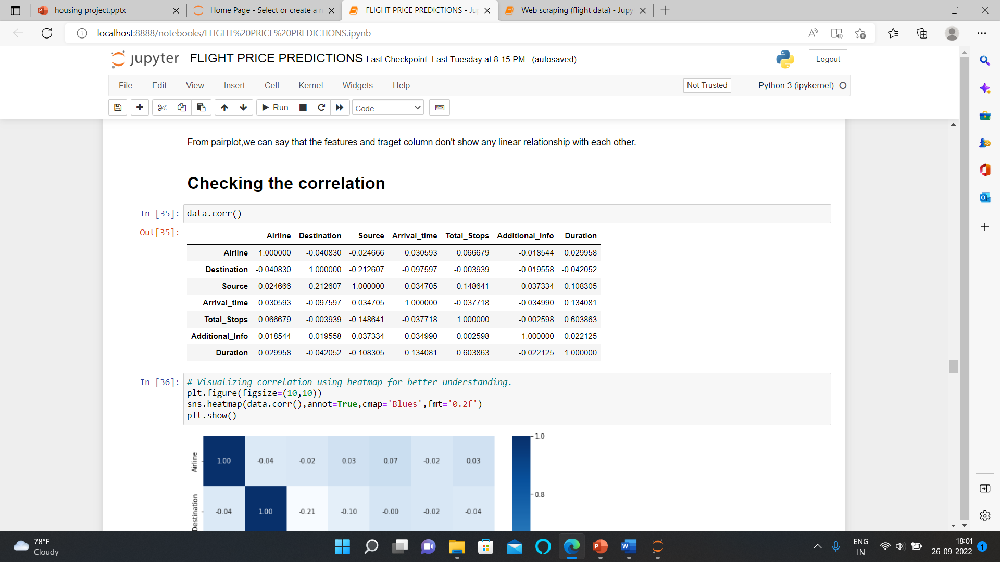 housing project.pptx
Home Page - Select or create a n
FLIGHT PRICE PREDICTIONS - Ju
Web scraping (flight data) - Jupy
localhost:8888/notebooks/FLIGHT%20PRICE%20PREDICTIONS.ipynb
jupyter FLIGHT PRICE PREDICTIONS Last Checkpoint: Last Tuesday at 8:15 PM (autosaved)
Logout
File Edit View Insert Cell Kernel Widgets Help
Not Trusted
Python 3 (ipykernel)
Run
Code
From pairplot,we can say that the features and traget column don't show any linear relationship with each other.
Checking the correlation
In [35]: data.corr()
Out[35]:
Airline Destination Source Arrival_time Total_Stops Additional_Info Duration
Airline 1.000000 -0.040830 -0.024666 0.030593 0.066679 -0.018544 0.029958
Destination -0.040830 1.000000 -0.212607 -0.097597 -0.003939 -0.019558 -0.042052
Source -0.024666 -0.212607 1.000000 0.034705 -0.148641 0.037334 -0.108305
Arrival_time 0.030593 -0.097597 0.034705 1.000000 -0.037718 -0.034990 0.134081
Total_Stops 0.066679 -0.003939 -0.148641 -0.037718 1.000000 -0.002598 0.603863
Additional_Info -0.018544 -0.019558 0.037334 -0.034990 -0.002598 1.000000 -0.022125
Duration 0.029958 -0.042052 -0.108305 0.134081 0.603863 -0.022125 1.000000
In [36]: # Visualizing correlation using heatmap for better understanding.
plt.figure(figsize=(10,10))
sns.heatmap(data.corr(),annot=True,cmap='Blues',fmt='0.2f')
plt.show()
1.0
Airline 1.00 -0.04 -0.02 0.03 0.07 -0.02 0.03
0.8
Destination -0.04 1.00 -0.21 -0.10 -0.00 -0.02 -0.04
78°F
Cloudy
ENG
IN
18:01
26-09-2022
1